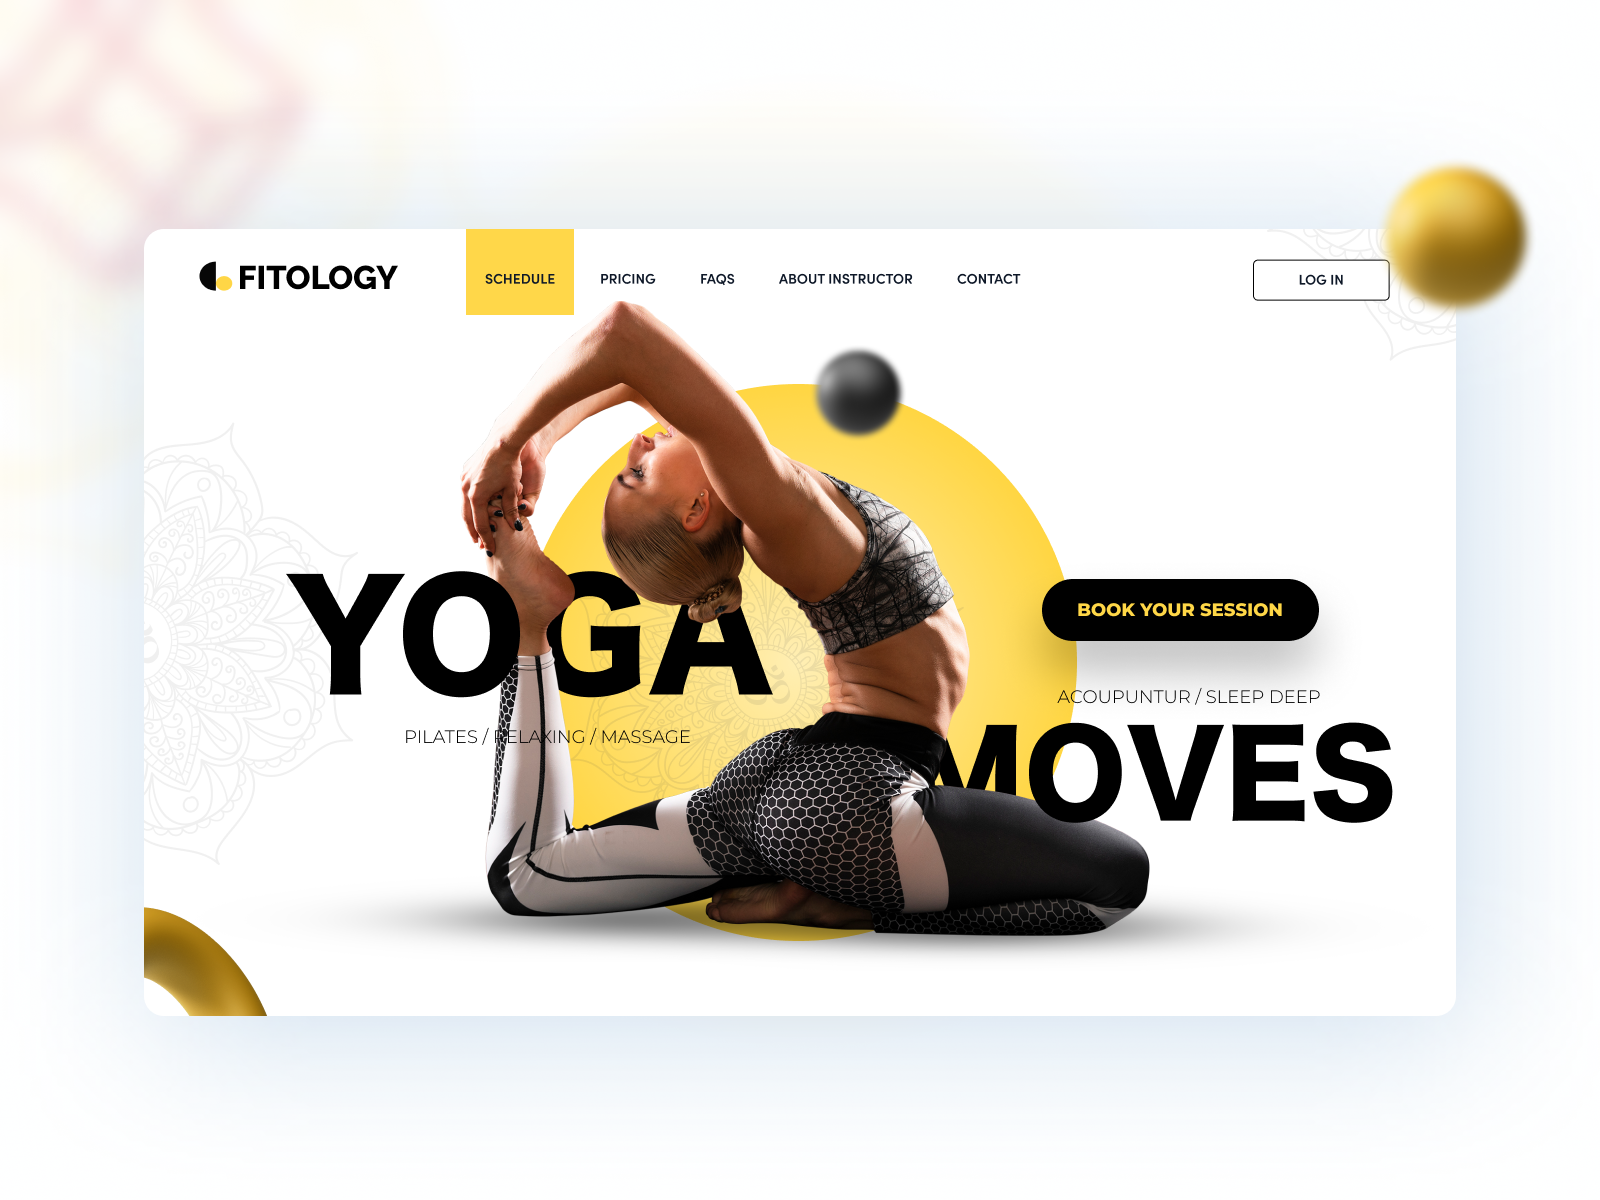 FITOLOGY
SCHEDULE
PRICING
FAQS
ABOUT INSTRUCTOR
CONTACT
LOG IN
YOGA
PILATES / RELAXING / MASSAGE
BOOK YOUR SESSION
ACOUPUNTUR / SLEEP DEEP
MOVES